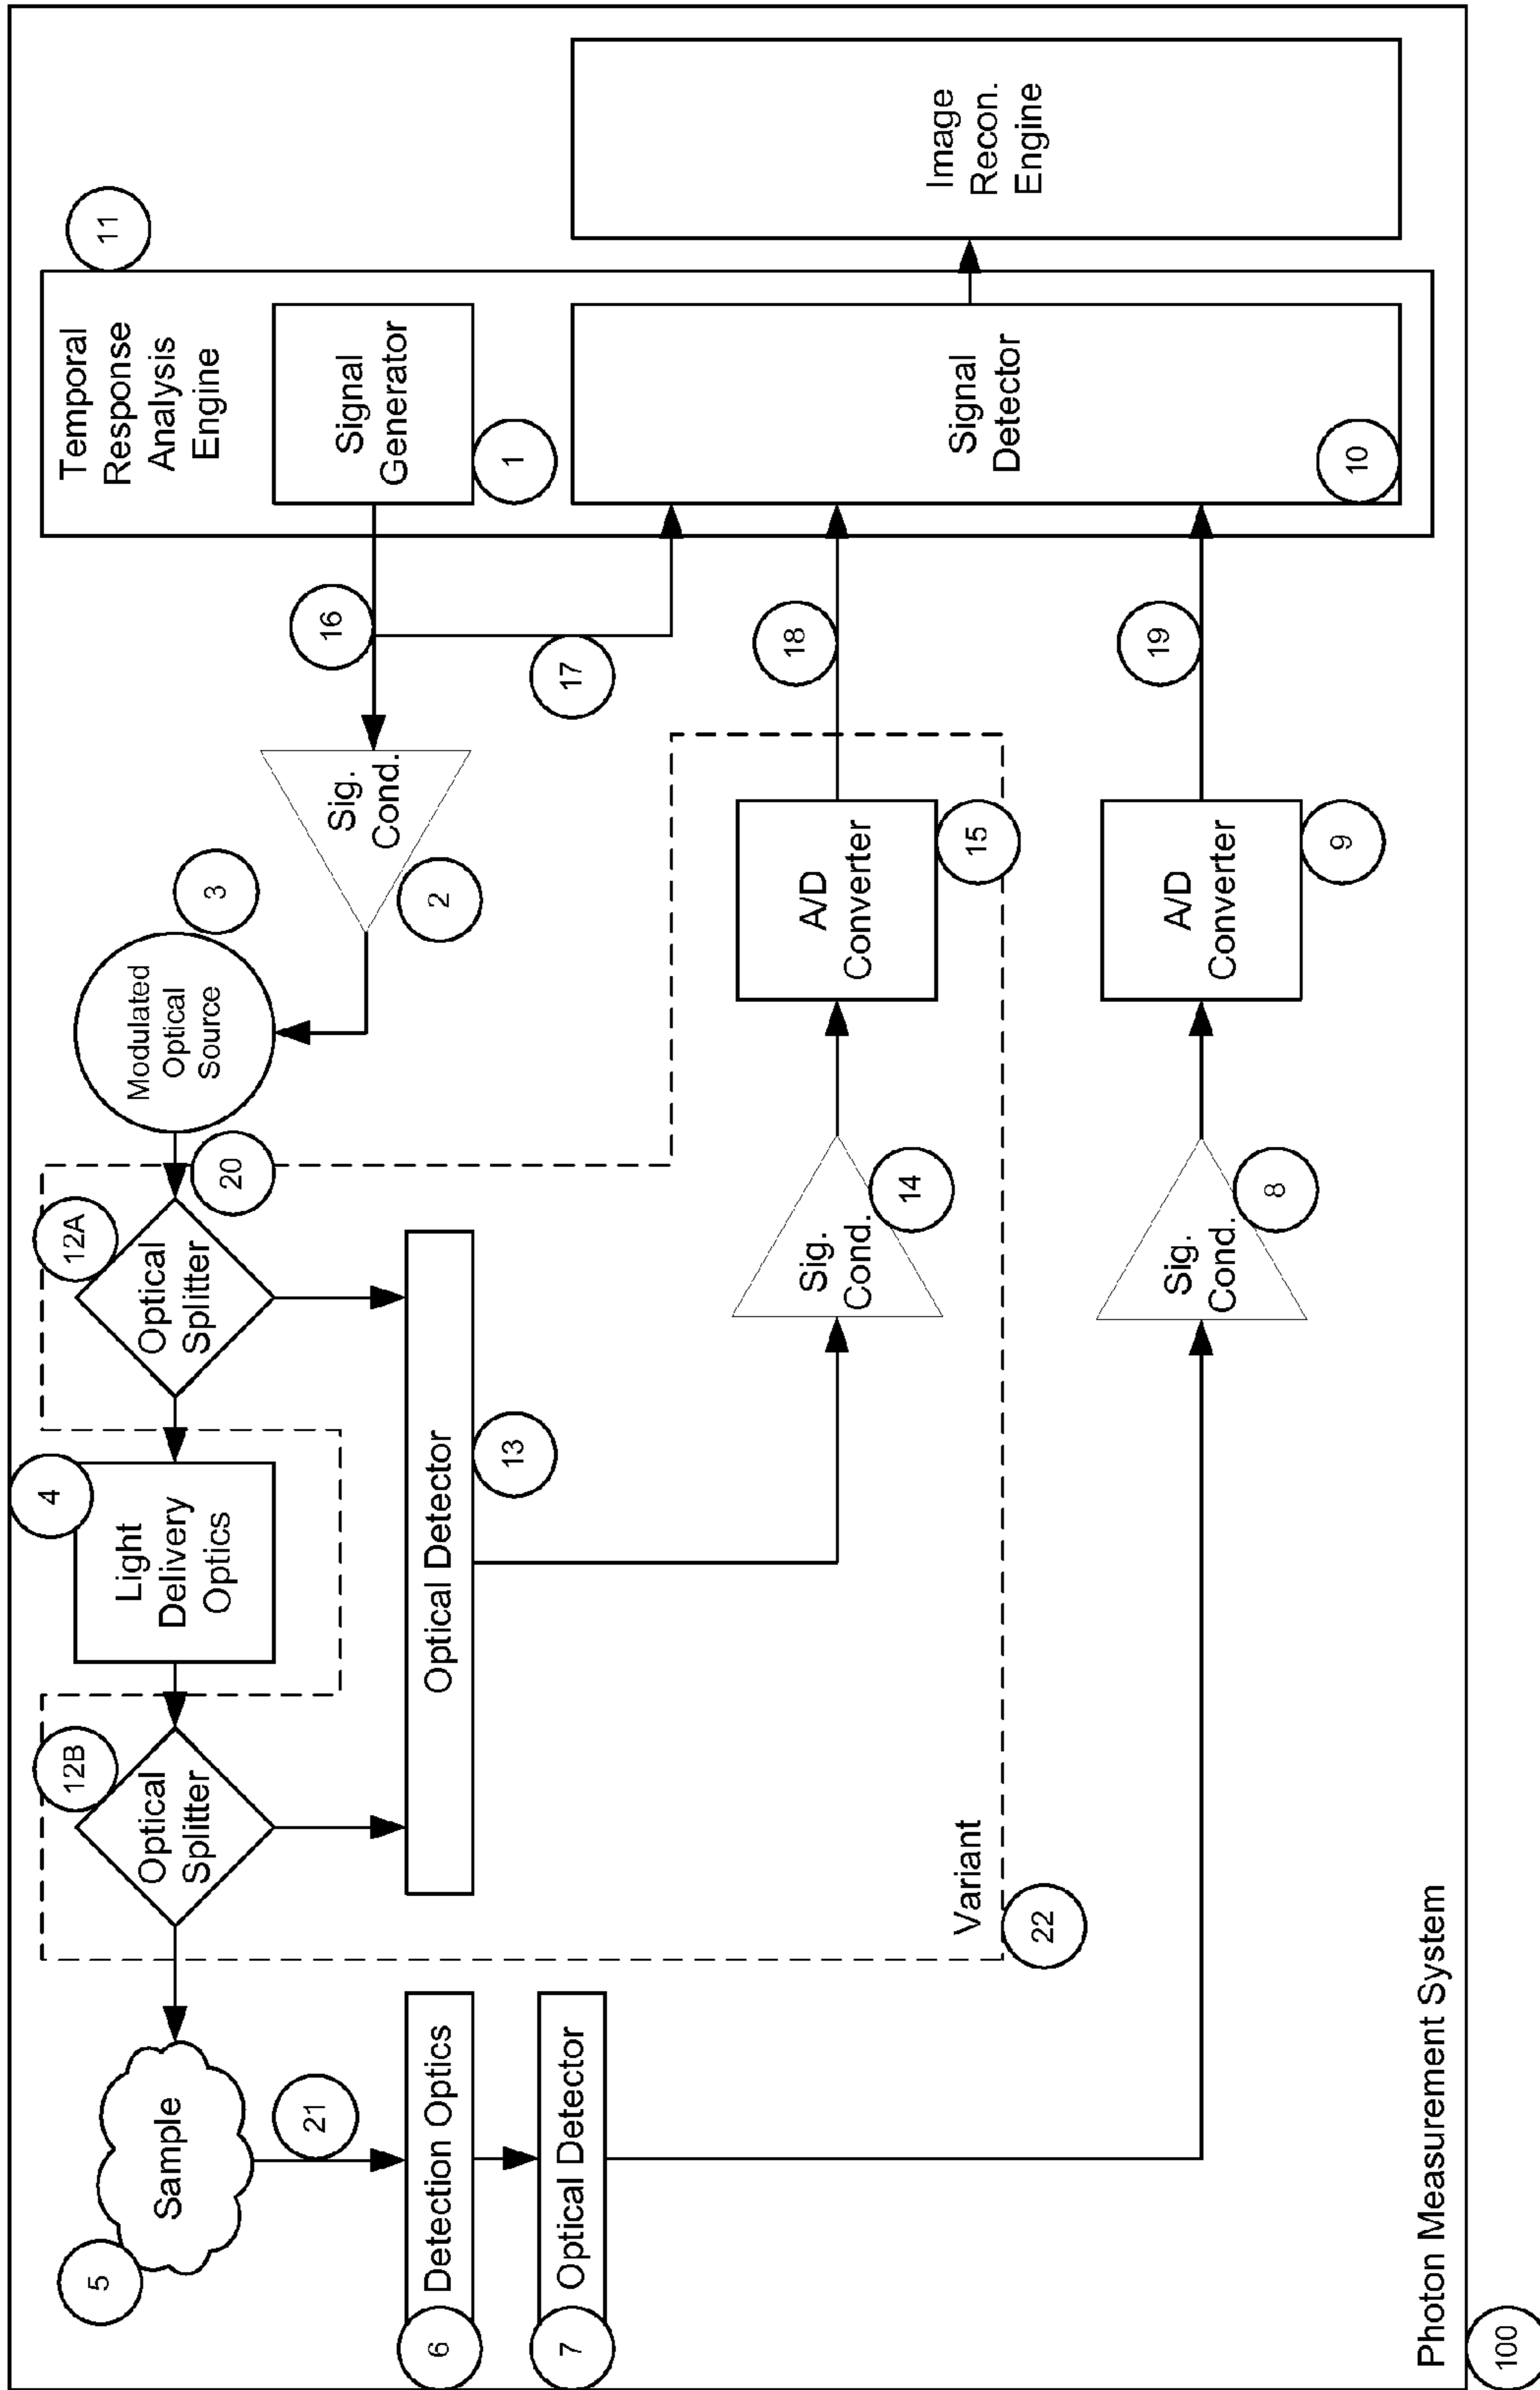 5
Sample
12B
Optical
Splitter
4
Light
Delivery
Optics
12A
Optical
Splitter
20
Modulated
Optical
Source
3
16
11
Temporal
Response
Analysis
Engine
21
Sig.
Cond.
2
Signal
Generator
1
6
Detection Optics
Optical Detector
13
17
7
Optical Detector
Sig.
Cond.
14
A/D
Converter
15
18
Signal
Detector
10
Image
Recon.
Engine
Variant
22
Sig.
Cond.
8
A/D
Converter
9
19
Photon Measurement System
100